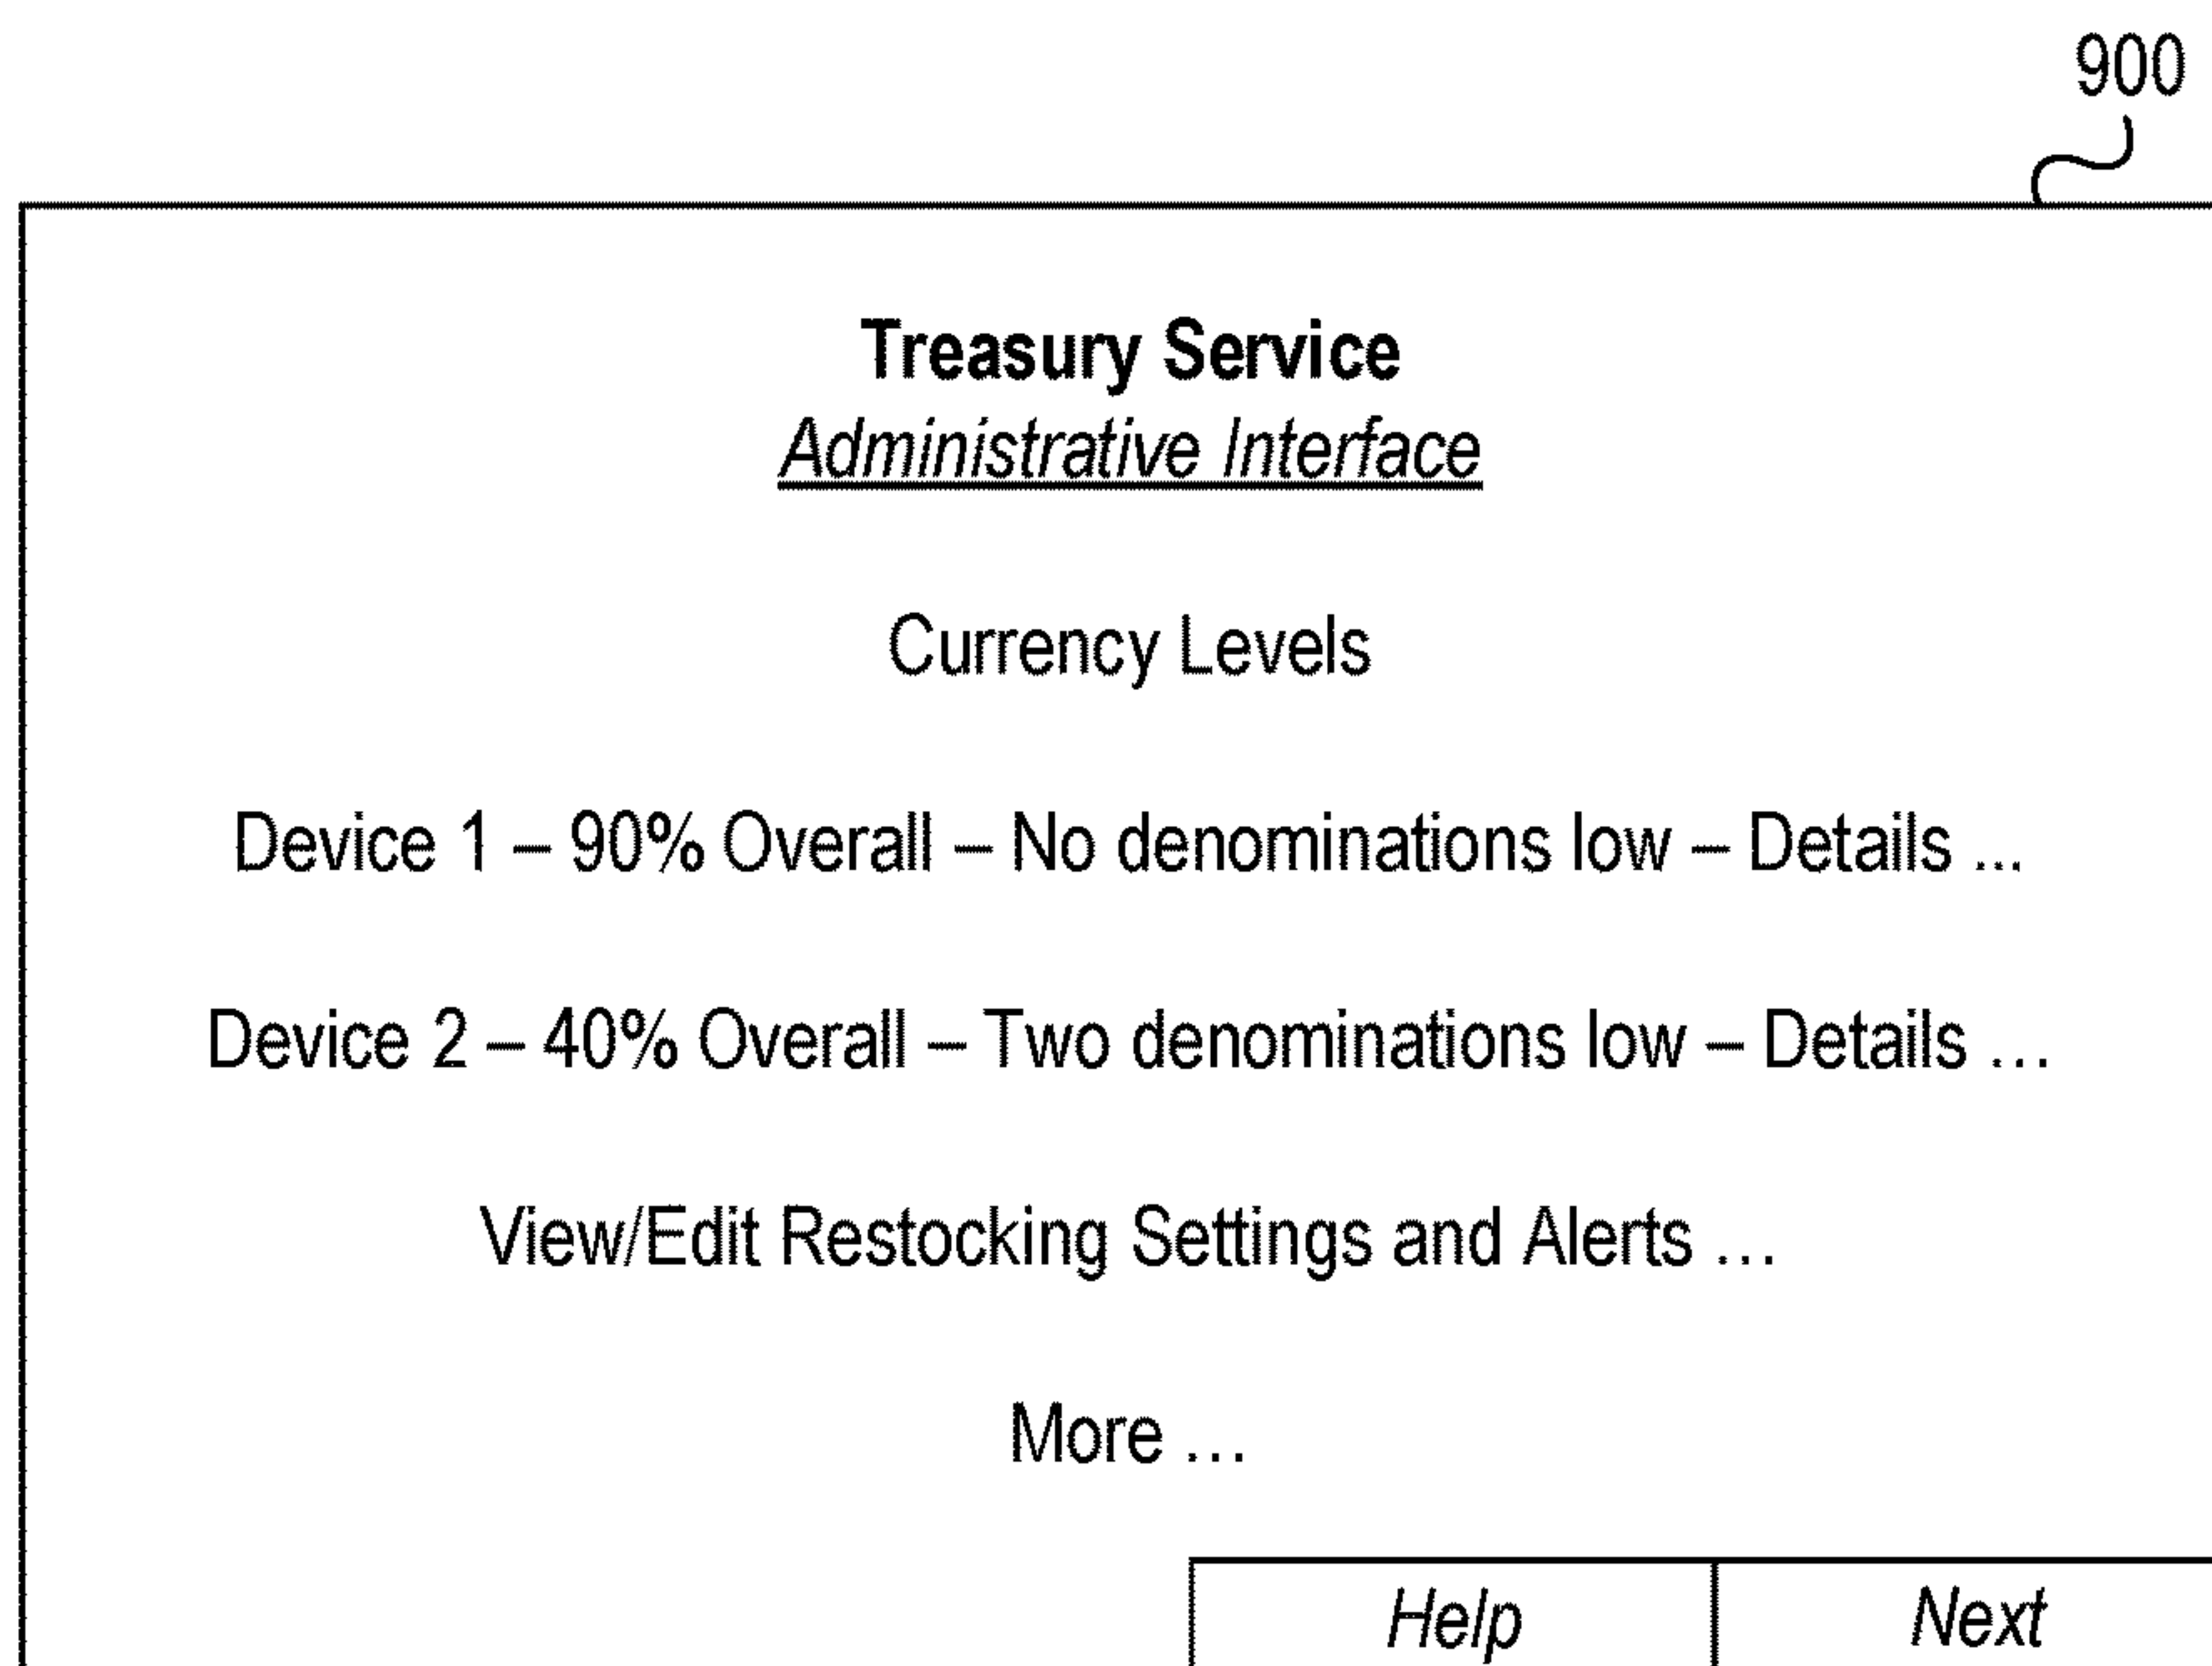 900
Treasury Service
Administrative Interface
Currency Levels
Device 1 – 90% Overall – No denominations low – Details ...
Device 2 – 40% Overall – Two denominations low – Details ...
View/Edit Restocking Settings and Alerts ...
More ...
Help Next